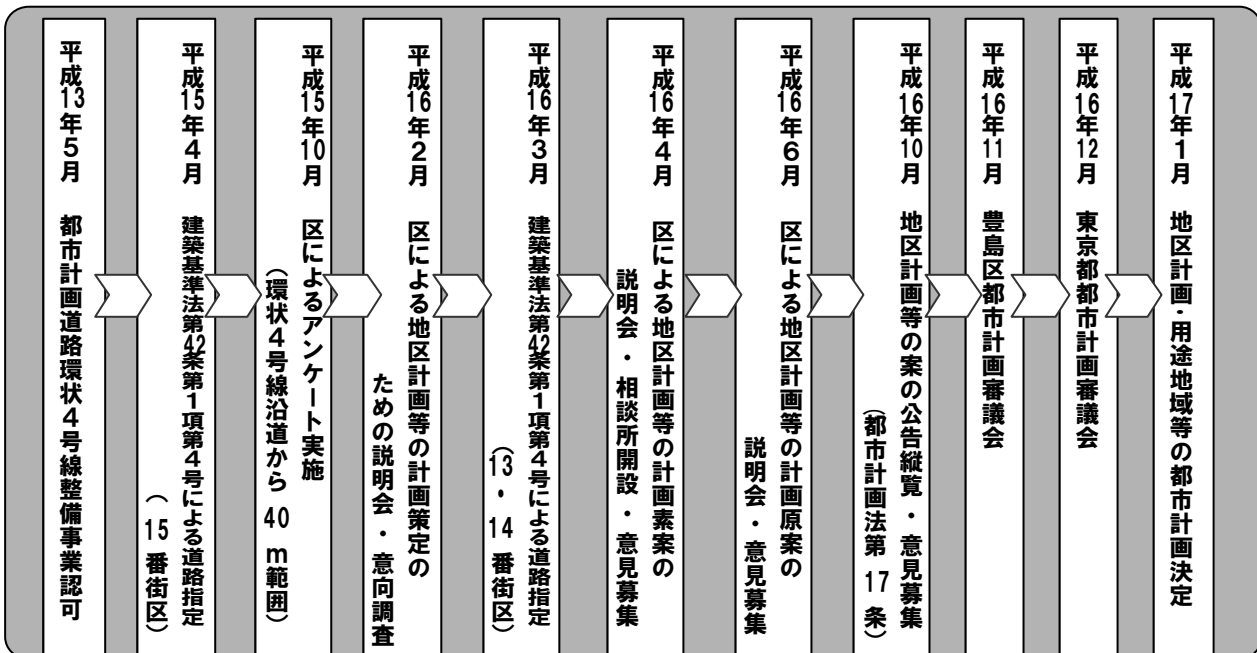 平成13年5月　都市計画道路環状4号線整備事業認可
平成15年4月　建築基準法第42条第1項第4号による道路指定
（15番街区）
平成15年10月　区によるアンケート実施
（環状4号線沿道から40m範囲）
平成16年2月　区による地区計画等の計画策定の
ための説明会・意向調査
平成16年3月　建築基準法第42条第1項第4号による道路指定
（13・14番街区）
平成16年4月　区による地区計画等の計画素案の
説明会・相談所開設・意見募集
平成16年6月　区による地区計画等の計画原案の
説明会・意見募集
平成16年10月　地区計画等の案の公告縦覧・意見募集
（都市計画法第17条）
平成16年11月　豊島区都市計画審議会
平成16年12月　東京都都市計画審議会
平成17年1月　地区計画・用途地域等の都市計画決定